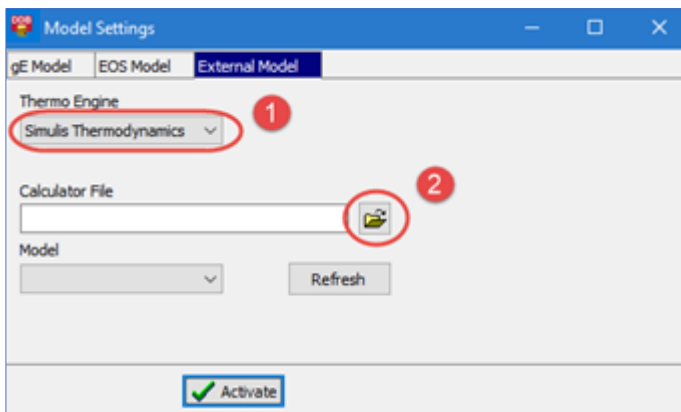 DDB
Model Settings
gE Model EOS Model External Model
Thermo Engine
1
Simulis Thermodynamics
2
Calculator File
Model
Refresh
Activate